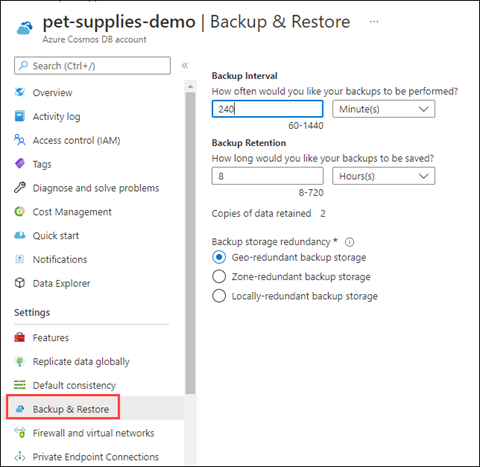 pet-supplies-demo | Backup & Restore ...
Azure Cosmos DB account
Search (Ctrl+/) «
Overview
Activity log
Access control (IAM)
Tags
Diagnose and solve problems
Cost Management
Quick start
Notifications
Data Explorer
Settings
Features
Replicate data globally
Default consistency
Backup & Restore
Firewall and virtual networks
Private Endpoint Connections
Backup Interval
How often would you like your backups to be performed?
240 Minute(s)
60-1440
Backup Retention
How long would you like your backups to be saved?
8 Hours(s)
8-720
Copies of data retained 2
Backup storage redundancy *
Geo-redundant backup storage
Zone-redundant backup storage
Locally-redundant backup storage